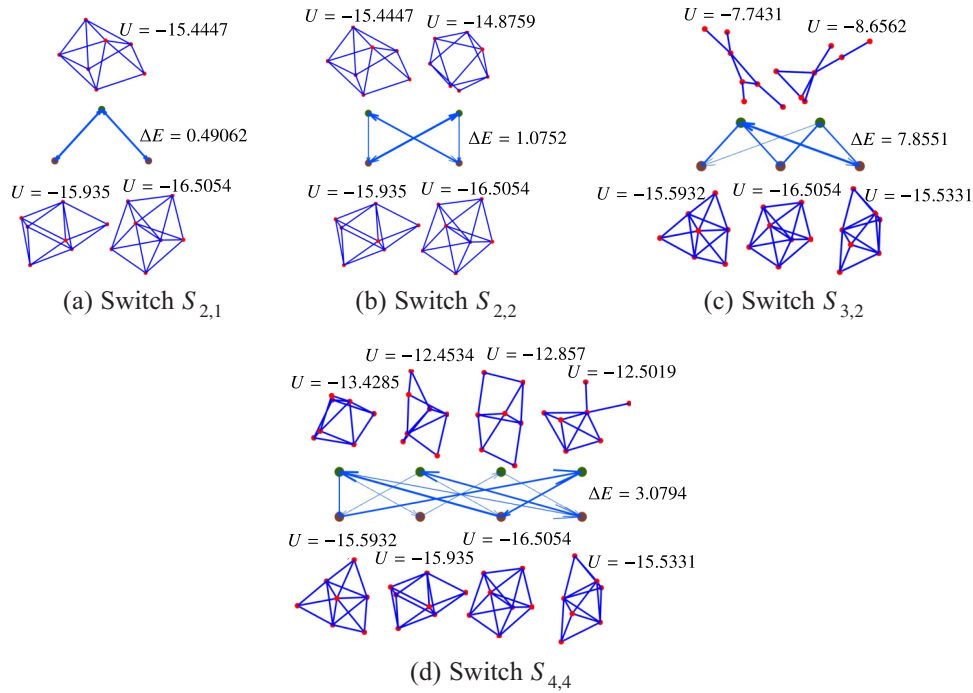 U = −15.4447
ΔE = 0.49062
U = −15.935
U = −16.5054
(a) Switch S2,1
U = −15.4447
U = −14.8759
ΔE = 1.0752
U = −15.935
U = −16.5054
(b) Switch S2,2
U = −7.7431
U = −8.6562
ΔE = 7.8551
U = −15.5932
U = −16.5054
U = −15.5331
(c) Switch S3,2
U = −13.4285
U = −12.4534
U = −12.857
U = −12.5019
ΔE = 3.0794
U = −15.5932
U = −15.935
U = −16.5054
U = −15.5331
(d) Switch S4,4